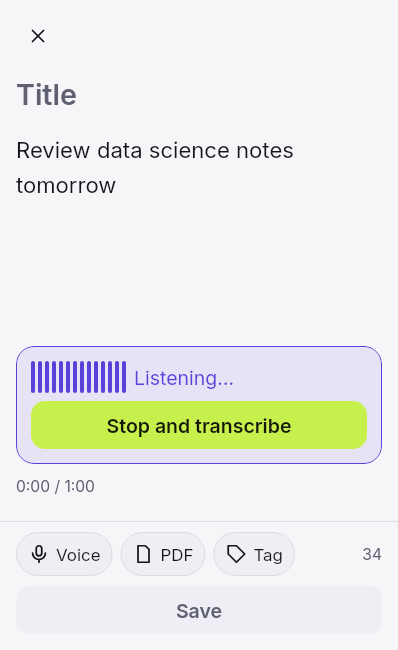 Title
Review data science notes
tomorrow
Listening...
Stop and transcribe
0:00 / 1:00
Voice
PDF
Tag
34
Save